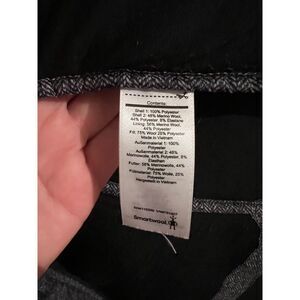 Contents:
Shell 1: 100% Polyester
Shell 2: 48% Merino Wool,
44% Polyester, 8% Elastane
Lining: 56% Merino Wool,
44% Polyester
Fill: 75% Wool 25% Polyester
Made in Vietnam
Außenmaterial 1: 100%
Polyester
Außenmaterial 2: 48%
Merinowolle, 44% Polyester, 8%
Elasthan
Futter: 56% Merinowolle, 44%
Polyester
Füllmaterial: 75% Wolle, 25%
Polyester
Hergestellt in Vietnam
Smartwool